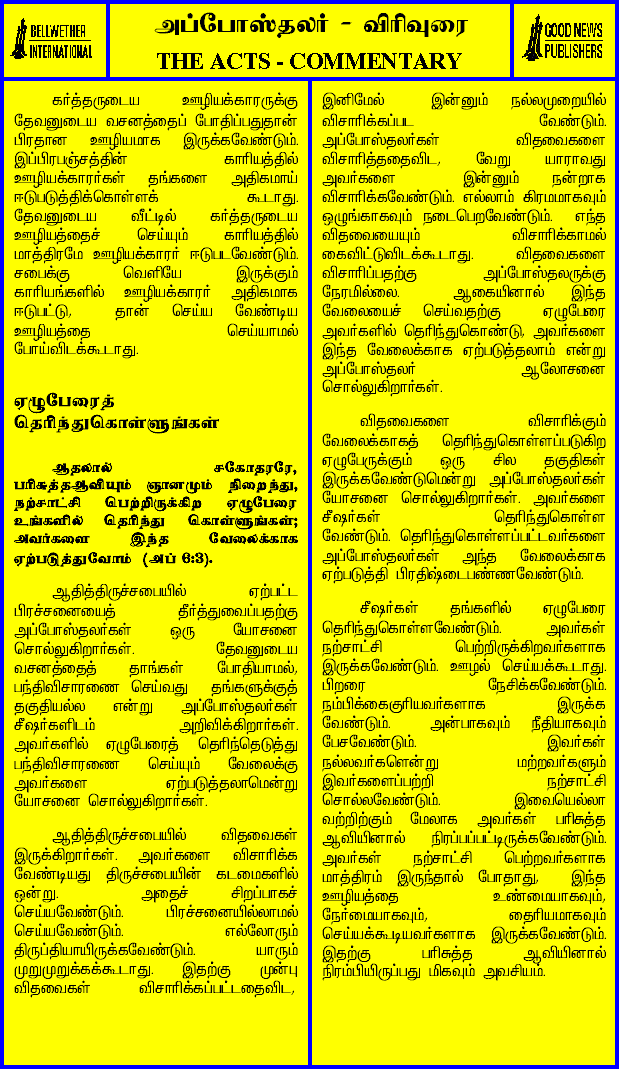 BELLWETHER
INTERNATIONAL
அப்போஸ்தலர் - விரிவுரை
THE ACTS - COMMENTARY
GOOD NEWS
PUBLISHERS
கர்த்தருடைய ஊழியக்காரருக்கு
தேவனுடைய வசனத்தைப் போதிப்பதுதான்
பிரதான ஊழியமாக இருக்கவேண்டும்.
இப்பிரபஞ்சத்தின் காரியத்தில்
ஊழியக்காரர்கள் தங்களை அதிகமாய்
ஈடுபடுத்திக்கொள்ளக் கூடாது.
தேவனுடைய வீட்டில் கர்த்தருடைய
ஊழியத்தைச் செய்யும் காரியத்தில்
மாத்திரமே ஊழியக்காரர் ஈடுபடவேண்டும்.
சபைக்கு வெளியே இருக்கும்
காரியங்களில் ஊழியக்காரர் அதிகமாக
ஈடுபட்டு, தான் செய்ய வேண்டிய
ஊழியத்தை செய்யாமல்
போய்விடக்கூடாது.
ஏழுபேரைத்
தெரிந்துகொள்ளுங்கள்
ஆதலால் சகோதரரே,
பரிசுத்தஆவியும் ஞானமும் நிறைந்து,
நற்சாட்சி பெற்றிருக்கிற ஏழுபேரை
உங்களில் தெரிந்து கொள்ளுங்கள்;
அவர்களை இந்த வேலைக்காக
ஏற்படுத்துவோம் (அப் 6:3).
ஆதித்திருச்சபையில் ஏற்பட்ட
பிரச்சனையைத் தீர்த்துவைப்பதற்கு
அப்போஸ்தலர்கள் ஒரு யோசனை
சொல்லுகிறார்கள். தேவனுடைய
வசனத்தைத் தாங்கள் போதியாமல்,
பந்திவிசாரணை செய்வது தங்களுக்குத்
தகுதியல்ல என்று அப்போஸ்தலர்கள்
சீஷர்களிடம் அறிவிக்கிறார்கள்.
அவர்களில் ஏழுபேரைத் தெரிந்தெடுத்து
பந்திவிசாரணை செய்யும் வேலைக்கு
அவர்களை ஏற்படுத்தலாமென்று
யோசனை சொல்லுகிறார்கள்.
ஆதித்திருச்சபையில் விதவைகள்
இருக்கிறார்கள். அவர்களை விசாரிக்க
வேண்டியது திருச்சபையின் கடமைகளில்
ஒன்று. அதைச் சிறப்பாகச்
செய்யவேண்டும். பிரச்சனையில்லாமல்
செய்யவேண்டும். எல்லோரும்
திருப்தியாயிருக்கவேண்டும். யாரும்
முறுமுறுக்கக்கூடாது. இதற்கு முன்பு
விதவைகள் விசாரிக்கப்பட்டதைவிட,
இனிமேல் இன்னும் நல்லமுறையில்
விசாரிக்கப்பட வேண்டும்.
அப்போஸ்தலர்கள் விதவைகளை
விசாரித்ததைவிட, வேறு யாராவது
அவர்களை இன்னும் நன்றாக
விசாரிக்கவேண்டும். எல்லாம் கிரமமாகவும்
ஒழுங்காகவும் நடைபெறவேண்டும். எந்த
விதவையையும் விசாரிக்காமல்
கைவிட்டுவிடக்கூடாது. விதவைகளை
விசாரிப்பதற்கு அப்போஸ்தலருக்கு
நேரமில்லை. ஆகையினால் இந்த
வேலையைச் செய்வதற்கு ஏழுபேரை
அவர்களில் தெரிந்துகொண்டு, அவர்களை
இந்த வேலைக்காக ஏற்படுத்தலாம் என்று
அப்போஸ்தலர் ஆலோசனை
சொல்லுகிறார்கள்.
விதவைகளை விசாரிக்கும்
வேலைக்காகத் தெரிந்துகொள்ளப்படுகிற
ஏழுபேருக்கும் ஒரு சில தகுதிகள்
இருக்கவேண்டுமென்று அப்போஸ்தலர்கள்
யோசனை சொல்லுகிறார்கள். அவர்களை
சீஷர்கள் தெரிந்துகொள்ள
வேண்டும். தெரிந்துகொள்ளப்பட்டவர்களை
அப்போஸ்தலர்கள் அந்த வேலைக்காக
ஏற்படுத்தி பிரதிஷ்டைபண்ணவேண்டும்.
சீஷர்கள் தங்களில் ஏழுபேரை
தெரிந்துகொள்ளவேண்டும். அவர்கள்
நற்சாட்சி பெற்றிருக்கிறவர்களாக
இருக்கவேண்டும். ஊழல் செய்யக்கூடாது.
பிறரை நேசிக்கவேண்டும்.
நம்பிக்கைகுரியவர்களாக இருக்க
வேண்டும். அன்பாகவும் நீதியாகவும்
பேசவேண்டும். இவர்கள்
நல்லவர்களென்று மற்றவர்களும்
இவர்களைப்பற்றி நற்சாட்சி
சொல்லவேண்டும். இவையெல்லா
வற்றிற்கும் மேலாக அவர்கள் பரிசுத்த
ஆவியினால் நிரப்பப்பட்டிருக்கவேண்டும்.
அவர்கள் நற்சாட்சி பெற்றவர்களாக
மாத்திரம் இருந்தால் போதாது, இந்த
ஊழியத்தை உண்மையாகவும்,
நேர்மையாகவும், தைரியமாகவும்
செய்யக்கூடியவர்களாக இருக்கவேண்டும்.
இதற்கு பரிசுத்த ஆவியினால்
நிரம்பியிருப்பது மிகவும் அவசியம்.